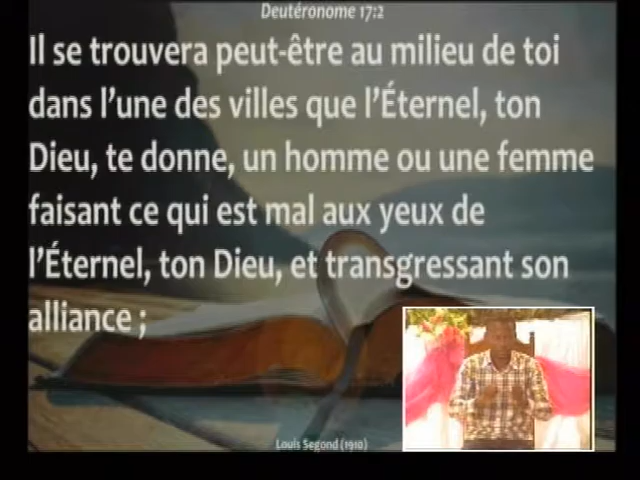 Deutéronome 17:2
Il se trouvera peut-être au milieu de toi
dans l'une des villes que l'Éternel, ton
Dieu, te donne, un homme ou une femme
faisant ce qui est mal aux yeux de
l'Éternel, ton Dieu, et transgressant son
alliance ;
Louis Segond (1910)